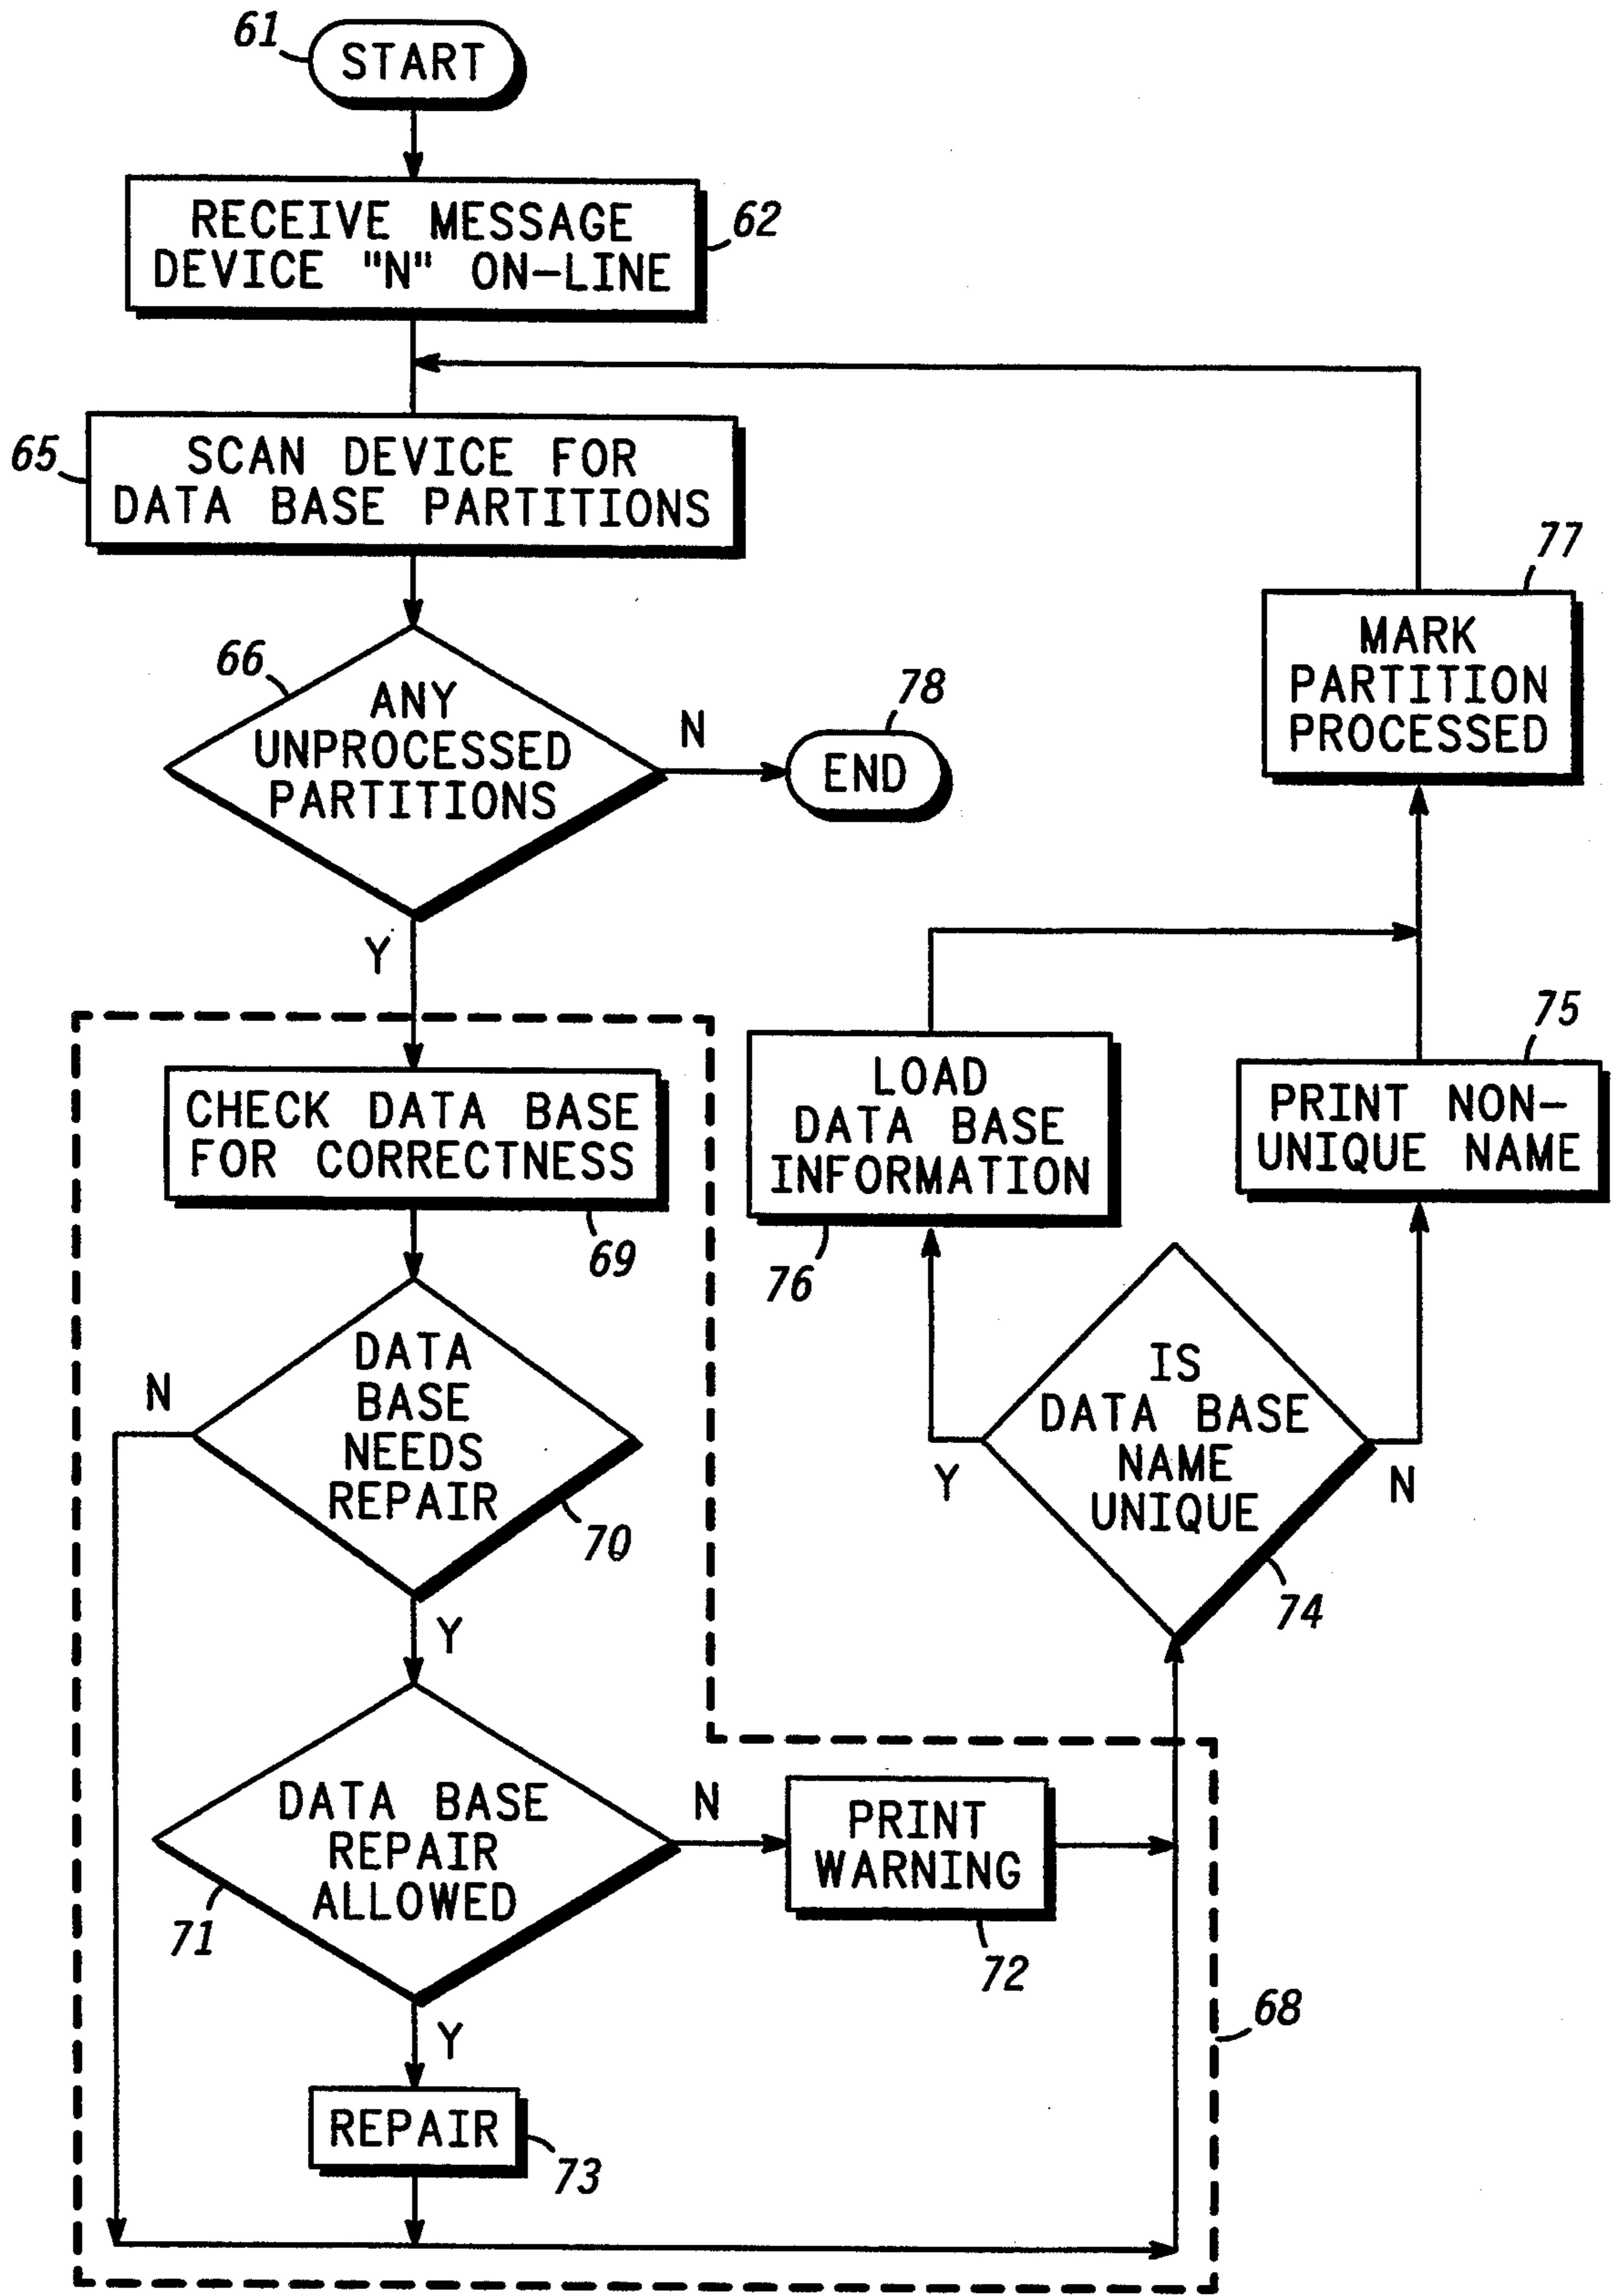 61
START
RECEIVE MESSAGE
DEVICE "N" ON-LINE
62
65
SCAN DEVICE FOR
DATA BASE PARTITIONS
66
ANY
UNPROCESSED
PARTITIONS
N
78
END
77
MARK
PARTITION
PROCESSED
Y
CHECK DATA BASE
FOR CORRECTNESS
69
LOAD
DATA BASE
INFORMATION
76
75
PRINT NON-
UNIQUE NAME
N
DATA
BASE
NEEDS
REPAIR
70
Y
IS
DATA BASE
NAME
UNIQUE
Y
N
74
DATA BASE
REPAIR
ALLOWED
71
N
PRINT
WARNING
72
Y
68
REPAIR
73